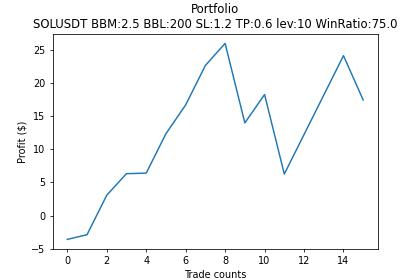 Portfolio
SOLUSDT BBM:2.5 BBL:200 SL:1.2 TP:0.6 lev:10 WinRatio:75.0
25
20
15
10
5
0
−5
Profit ($)
0 2 4 6 8 10 12 14
Trade counts